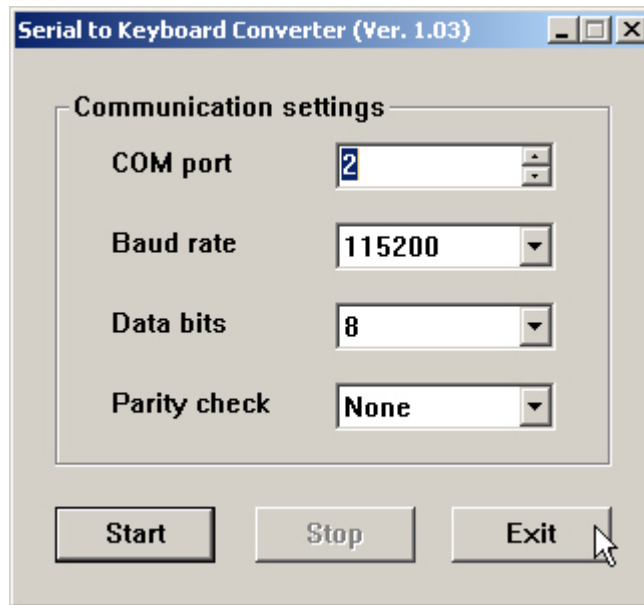 Serial to Keyboard Converter (Ver. 1.03)
Communication settings
COM port 2
Baud rate 115200
Data bits 8
Parity check None
Start Stop Exit